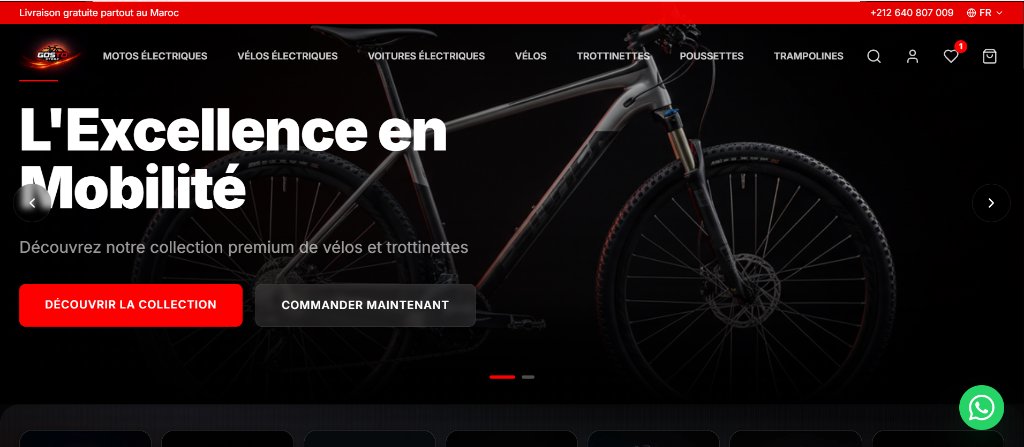 Livraison gratuite partout au Maroc
+212 640 807 009
FR
MOTOS ÉLECTRIQUES
VÉLOS ÉLECTRIQUES
VOITURES ÉLECTRIQUES
VÉLOS
TROTTINETTES
POUSSETTES
TRAMPOLINES
1
L'Excellence en
Mobilité
Découvrez notre collection premium de vélos et trottinettes
DÉCOUVRIR LA COLLECTION
COMMANDER MAINTENANT